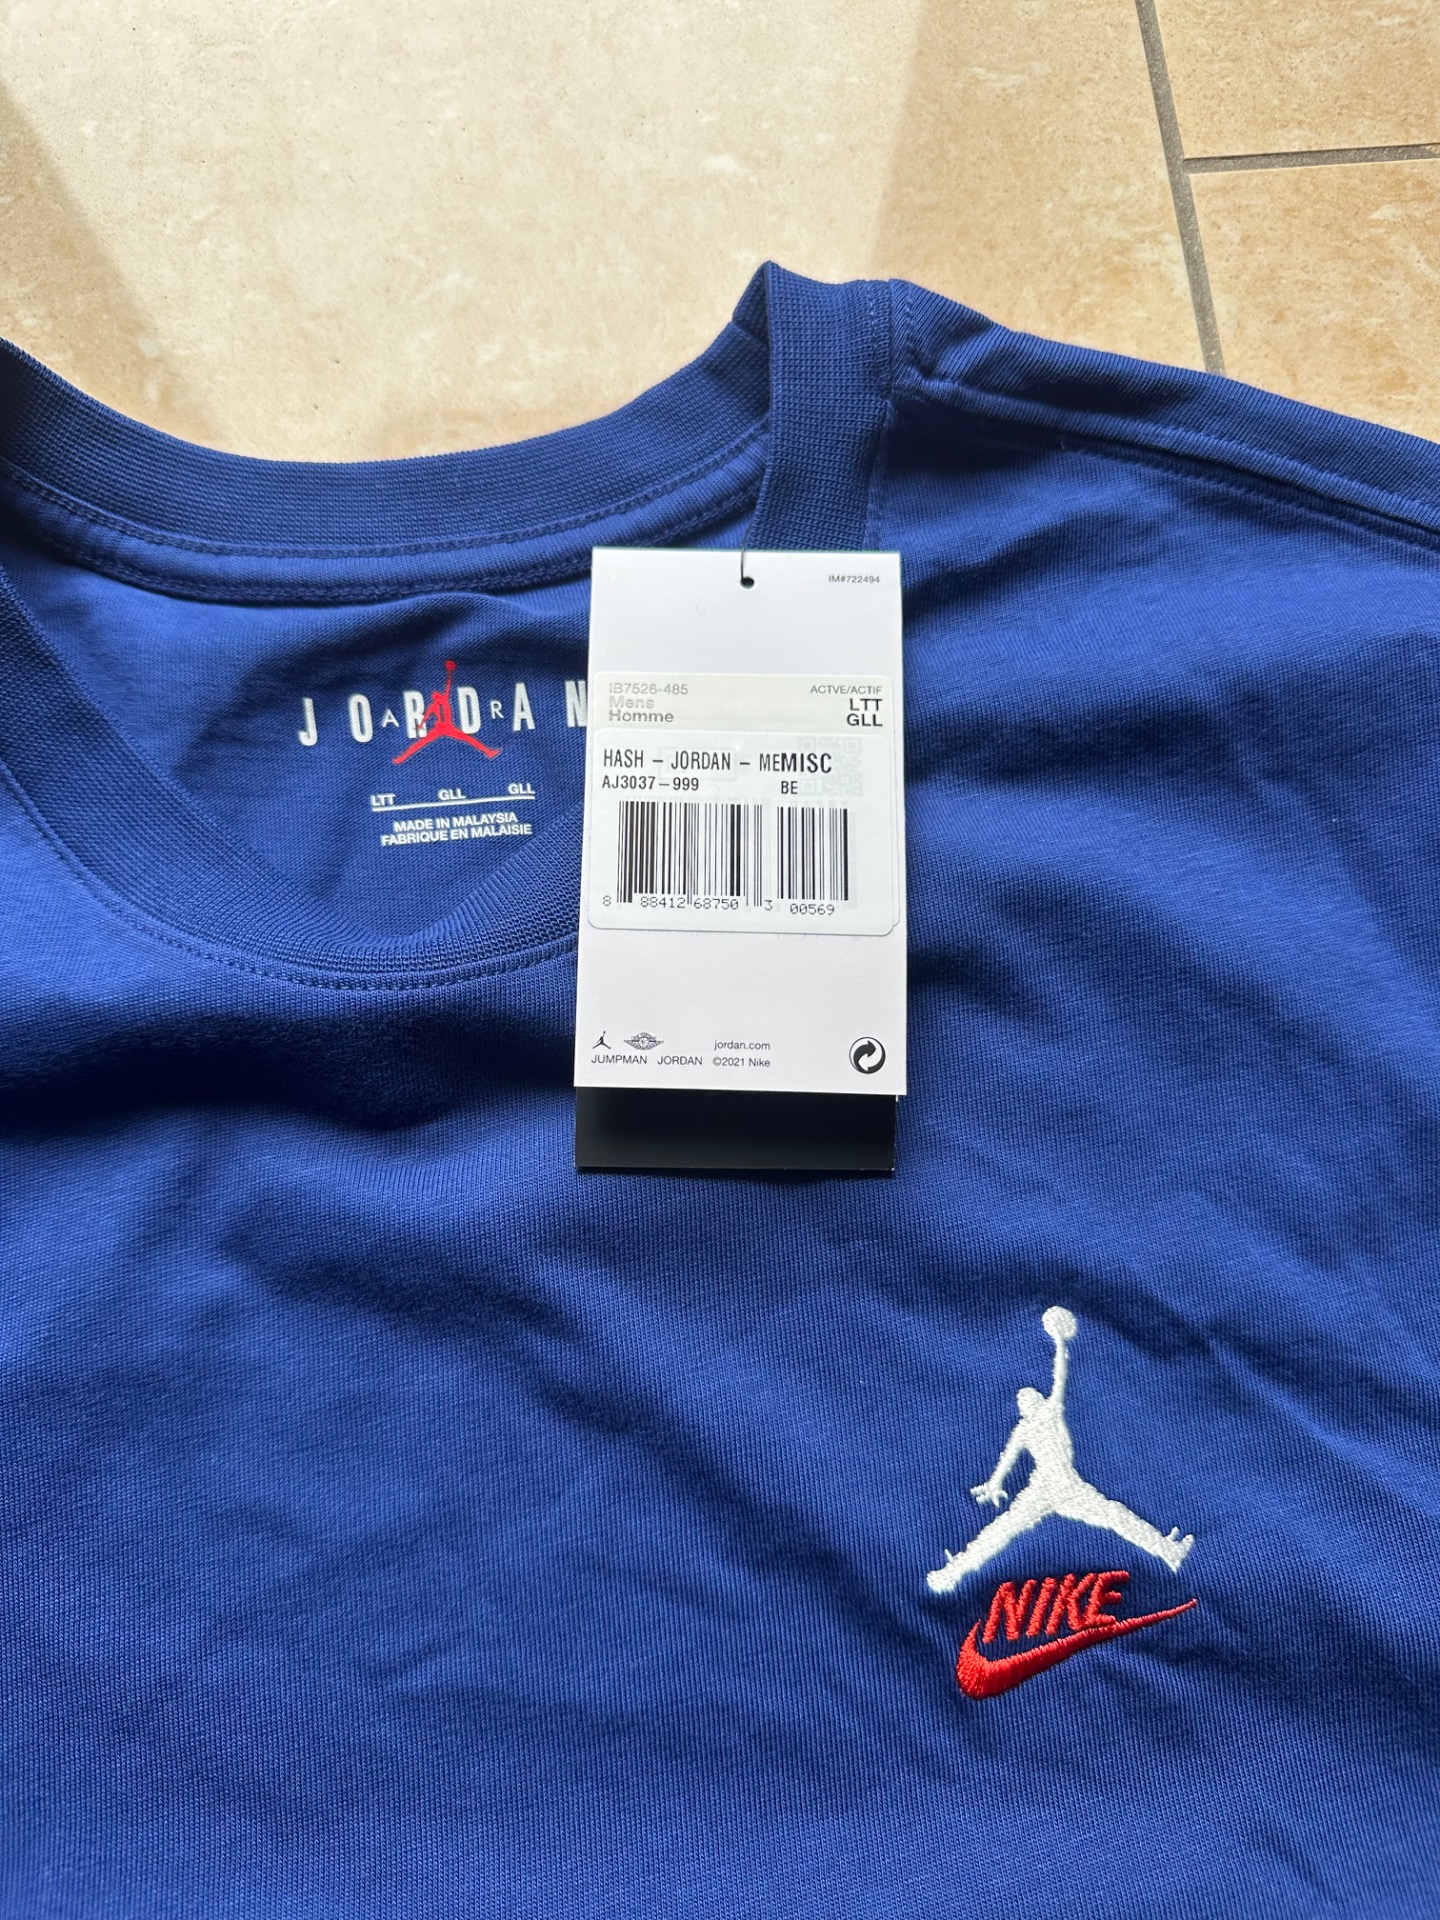 IM#722494
IB7526-485
ACTVE/ACTIF
Mens
LTT
Homme
GLL
HASH - JORDAN - MEMISC
AJ3037-999
BE
8 88412 68750 3 00569
jordan.com
JUMPMAN JORDAN ©2021 Nike
JORDAN
AIR
LTT GLL GLL
MADE IN MALAYSIA
FABRIQUE EN MALAISIE
NIKE